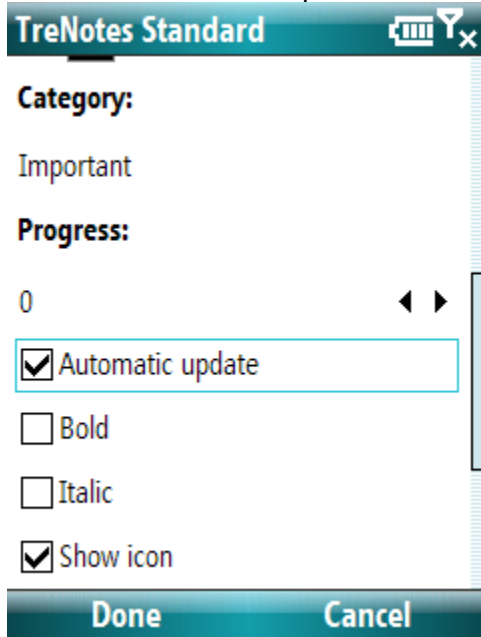 TreNotes Standard
Category:
Important
Progress:
0
Automatic update
Bold
Italic
Show icon
Done Cancel